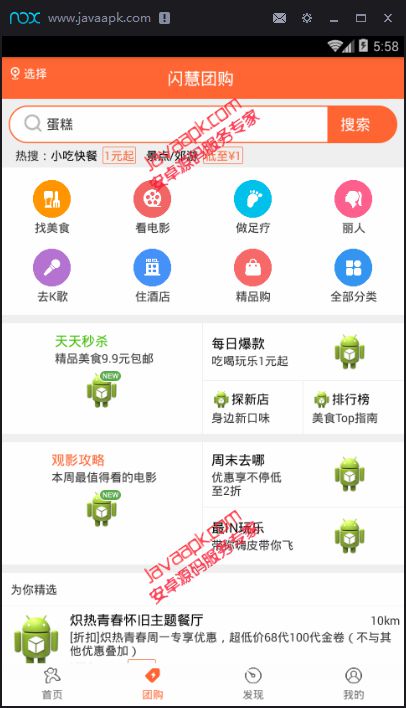 nox www.javaapk.com
5:58
选择
闪慧团购
蛋糕
搜索
热搜：小吃快餐 1元起 景点/郊游 低至¥1
javaapk.com
安卓源码服务专家
找美食 看电影 做足疗 丽人
去K歌 住酒店 精品购 全部分类
天天秒杀
精品美食9.9元包邮
NEW
每日爆款
吃喝玩乐1元起
探新店
身边新口味
排行榜
美食Top指南
观影攻略
本周最值得看的电影
NEW
周末去哪
优惠享不停低
至2折
最IN玩乐
带你嗨皮带你飞
javaapk.com
安卓源码服务专家
为你精选
炽热青春怀旧主题餐厅 10km
[折扣]炽热青春周一专享优惠，超低价68代100代金卷（不与其
他优惠叠加）
首页 团购 发现 我的